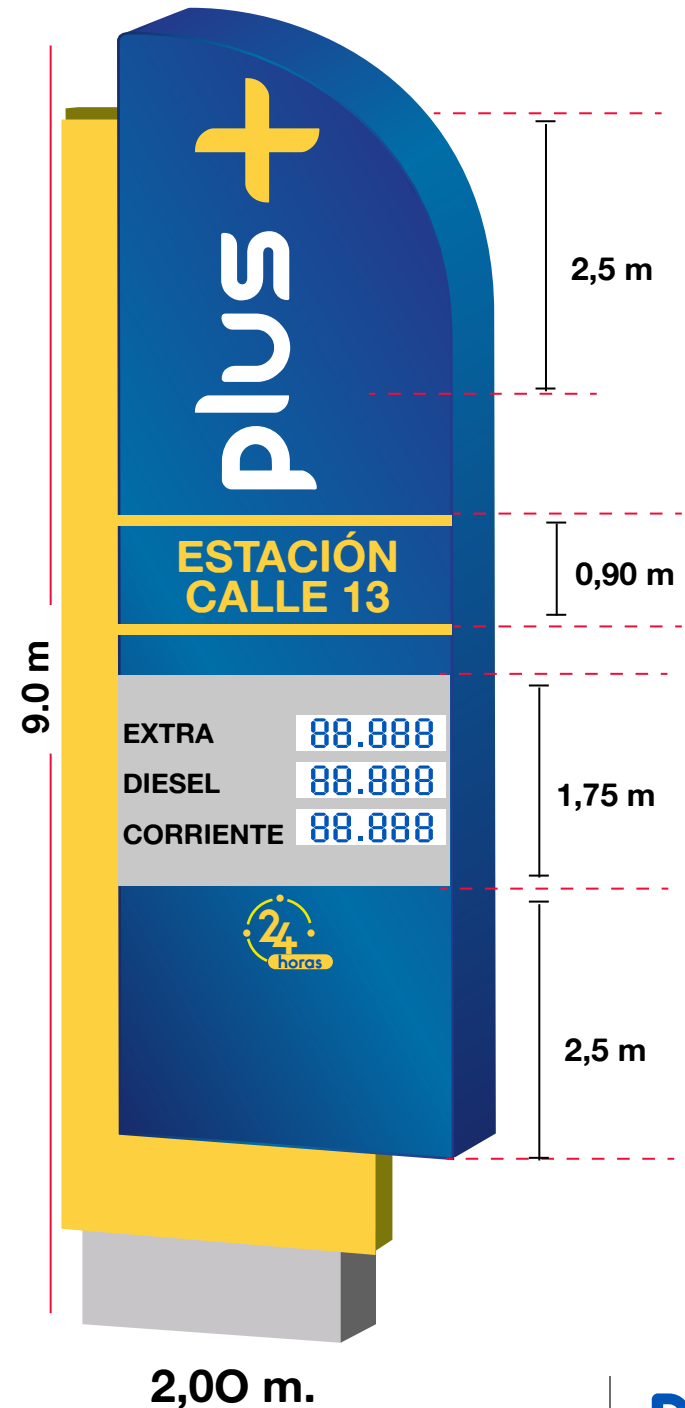 plus
2,5 m
ESTACIÓN
CALLE 13
0,90 m
9.0 m
EXTRA 88.888
DIESEL 88.888
CORRIENTE 88.888
1,75 m
24
horas
2,5 m
2,0O m.